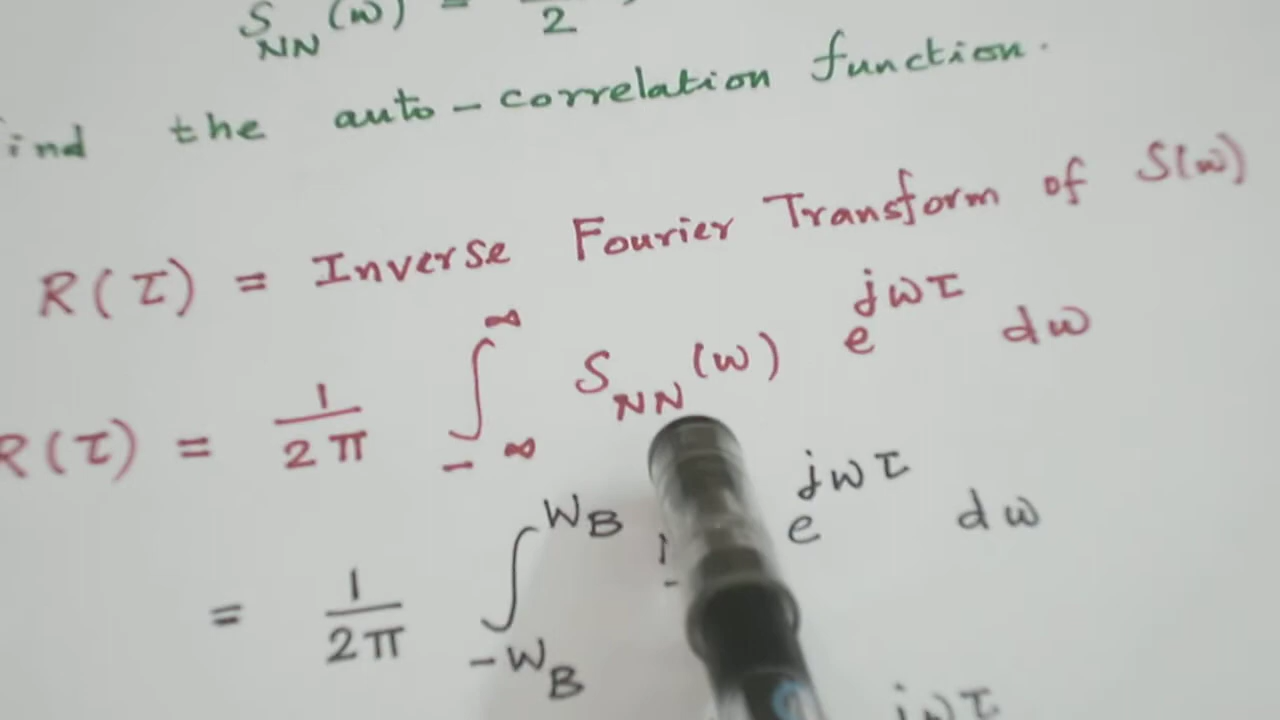 S_NN (ω) = /2
ind the auto-correlation function.
R(τ) = Inverse Fourier Transform of S(ω)
R(τ) = 1/2π ∫_{-∞}^{∞} S_NN (ω) e^{jωτ} dω
= 1/2π ∫_{-W_B}^{W_B} e^{jωτ} dω
jωτ